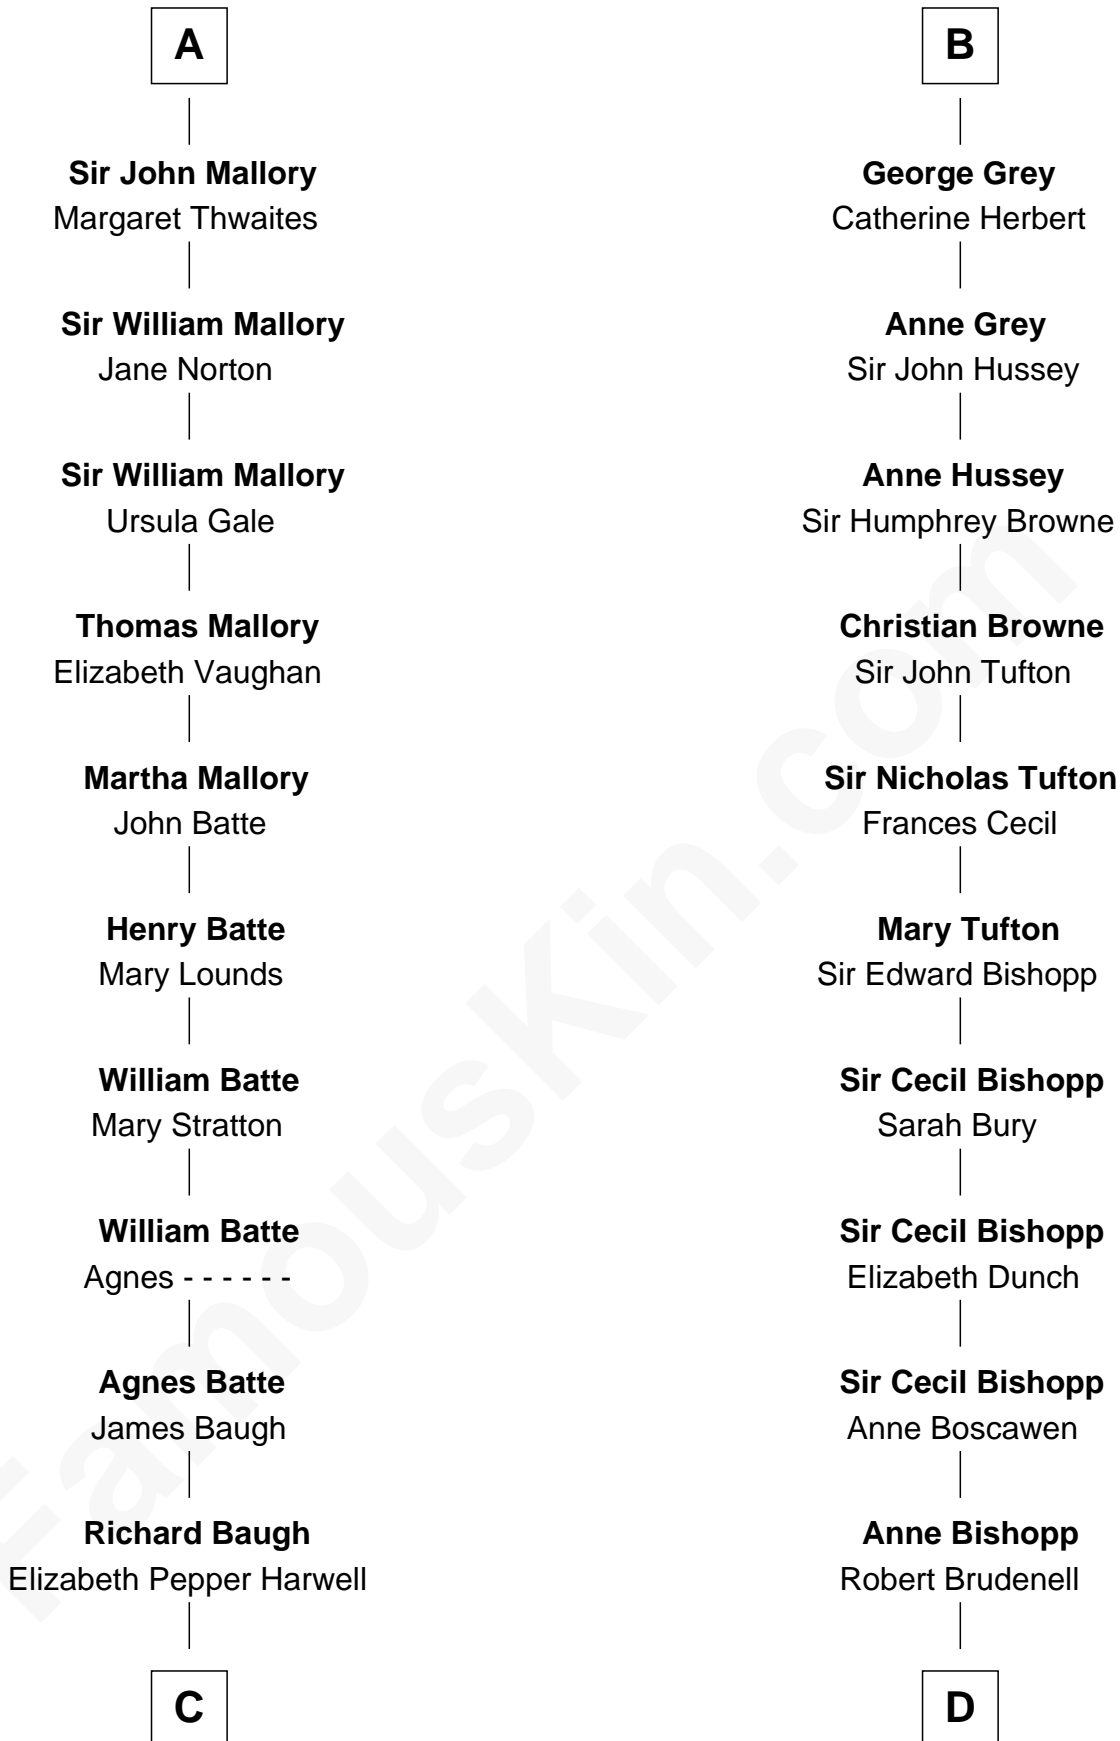 A
Sir John Mallory
Margaret Thwaites
Sir William Mallory
Jane Norton
Sir William Mallory
Ursula Gale
Thomas Mallory
Elizabeth Vaughan
Martha Mallory
John Batte
Henry Batte
Mary Lounds
William Batte
Mary Stratton
William Batte
Agnes - - - - - -
Agnes Batte
James Baugh
Richard Baugh
Elizabeth Pepper Harwell
C
B
George Grey
Catherine Herbert
Anne Grey
Sir John Hussey
Anne Hussey
Sir Humphrey Browne
Christian Browne
Sir John Tufton
Sir Nicholas Tufton
Frances Cecil
Mary Tufton
Sir Edward Bishopp
Sir Cecil Bishopp
Sarah Bury
Sir Cecil Bishopp
Elizabeth Dunch
Sir Cecil Bishopp
Anne Boscawen
Anne Bishopp
Robert Brudenell
D
FamousKin.com